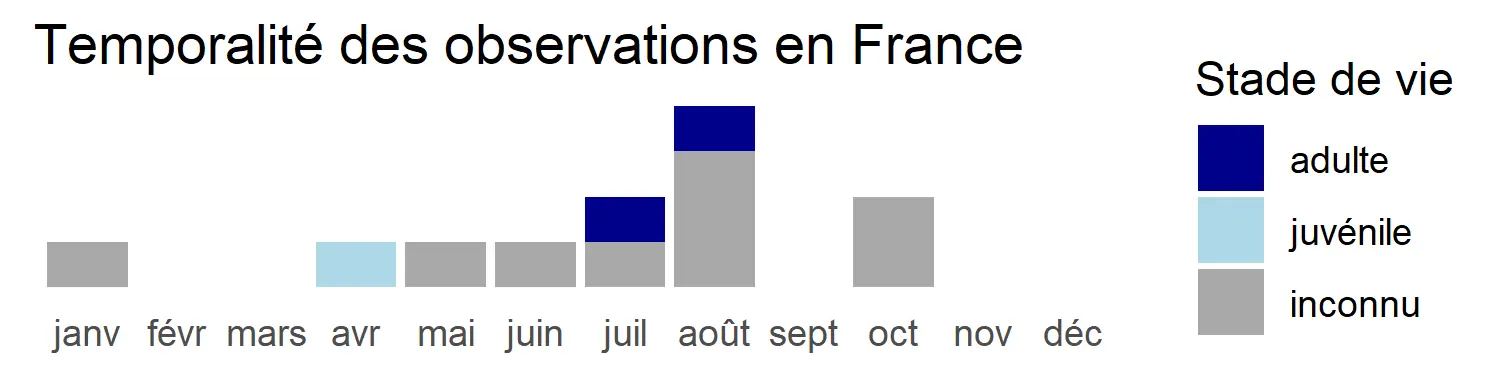 Temporalité des observations en France
janv févr mars avr mai juin juil août sept oct nov déc
Stade de vie
adulte
juvénile
inconnu